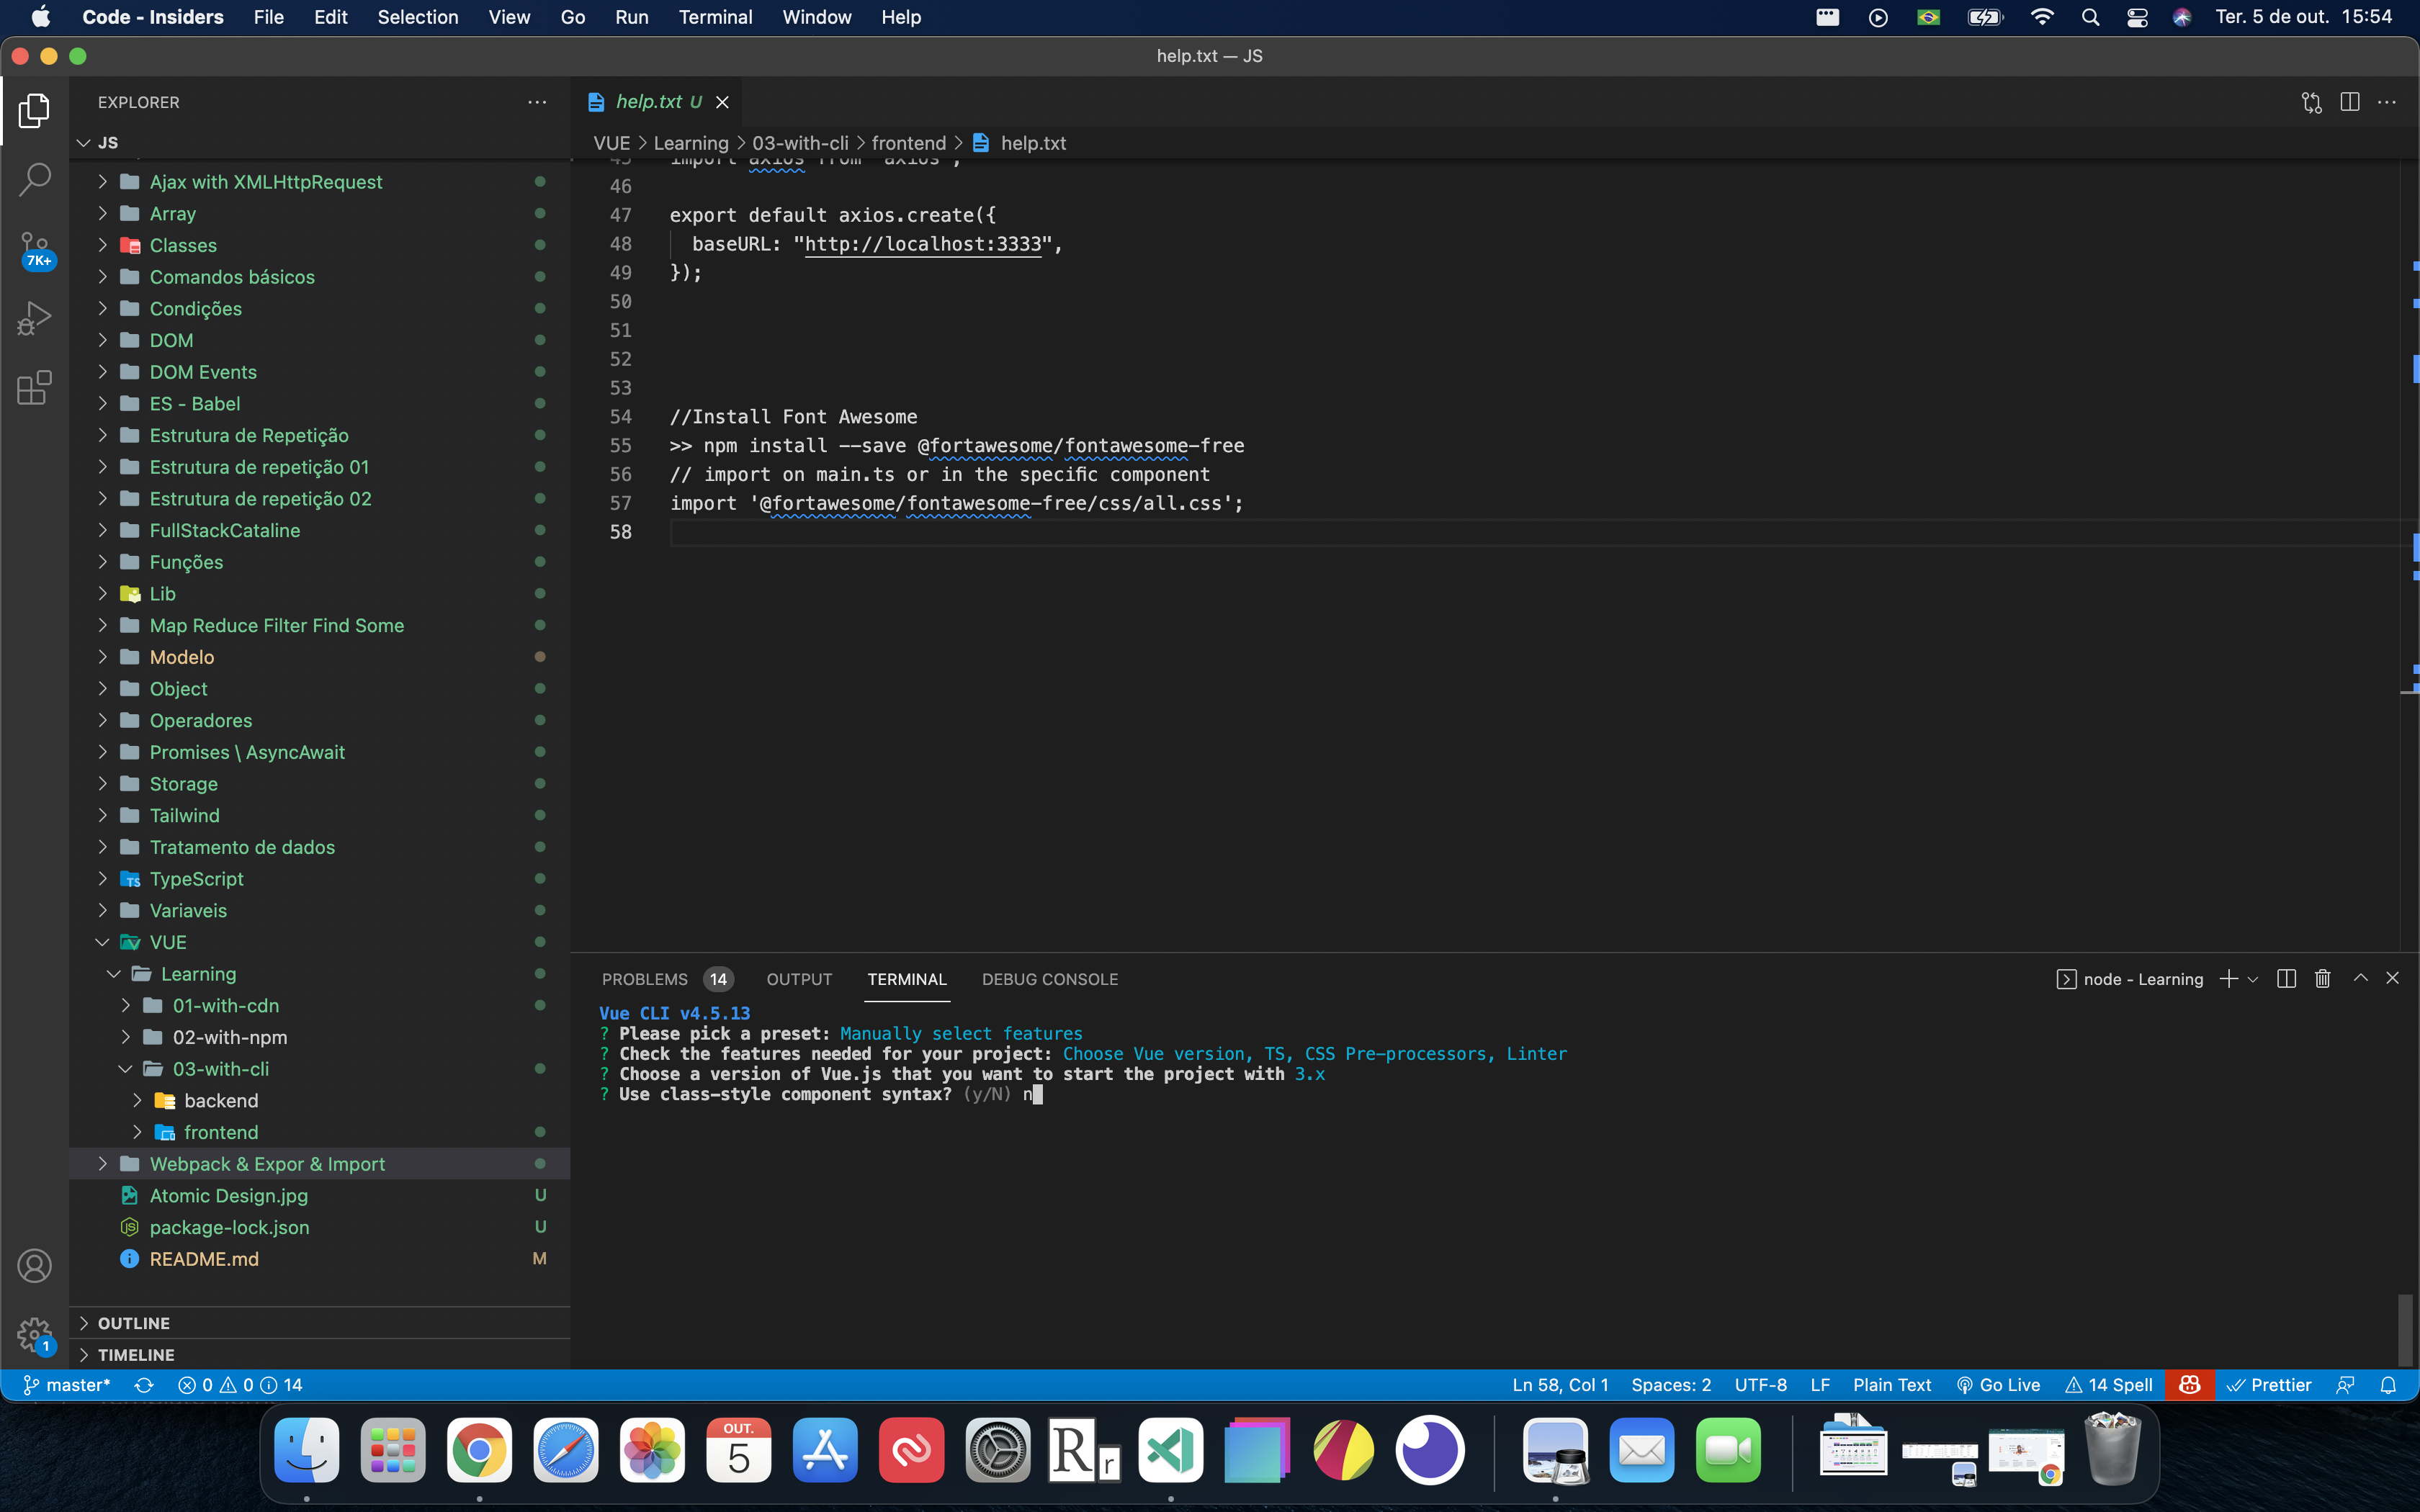 Code - Insiders File Edit Selection View Go Run Terminal Window Help Ter. 5 de out. 15:54
help.txt — JS
EXPLORER
help.txt U
JS
VUE > Learning > 03-with-cli > frontend > help.txt
Ajax with XMLHttpRequest
Array
Classes
Comandos básicos
Condições
DOM
DOM Events
ES - Babel
Estrutura de Repetição
Estrutura de repetição 01
Estrutura de repetição 02
FullStackCataline
Funções
Lib
Map Reduce Filter Find Some
Modelo
Object
Operadores
Promises \ AsyncAwait
Storage
Tailwind
Tratamento de dados
TypeScript
Variaveis
VUE
Learning
01-with-cdn
02-with-npm
03-with-cli
backend
frontend
Webpack & Expor & Import
Atomic Design.jpg U
package-lock.json U
README.md M
OUTLINE
TIMELINE
7K+
1
45 import axios from "axios";
46
47 export default axios.create({
48 baseURL: "http://localhost:3333",
49 });
50
51
52
53
54 //Install Font Awesome
55 >> npm install --save @fortawesome/fontawesome-free
56 // import on main.ts or in the specific component
57 import '@fortawesome/fontawesome-free/css/all.css';
58
PROBLEMS 14 OUTPUT TERMINAL DEBUG CONSOLE node - Learning
Vue CLI v4.5.13
? Please pick a preset: Manually select features
? Check the features needed for your project: Choose Vue version, TS, CSS Pre-processors, Linter
? Choose a version of Vue.js that you want to start the project with 3.x
? Use class-style component syntax? (y/N) n
master* 0 0 14 Ln 58, Col 1 Spaces: 2 UTF-8 LF Plain Text Go Live 14 Spell Prettier
OUT.
5
R r